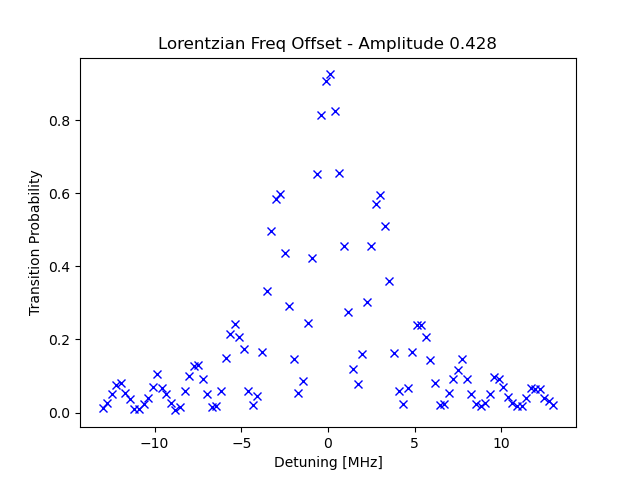 Lorentzian Freq Offset - Amplitude 0.428
0.8
0.6
0.4
0.2
0.0
Transition Probability
−10 −5 0 5 10
Detuning [MHz]